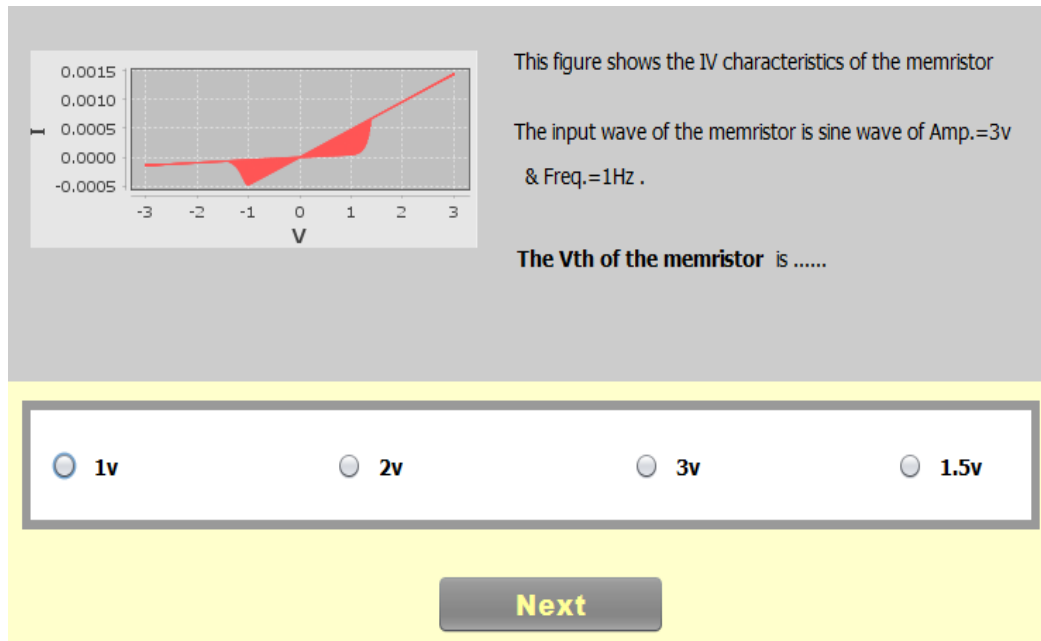 This figure shows the IV characteristics of the memristor
0.0015
0.0010
0.0005
0.0000
-0.0005
I
-3 -2 -1 0 1 2 3
V
The input wave of the memristor is sine wave of Amp.=3v
& Freq.=1Hz .
The Vth of the memristor is ......
1v 2v 3v 1.5v
Next